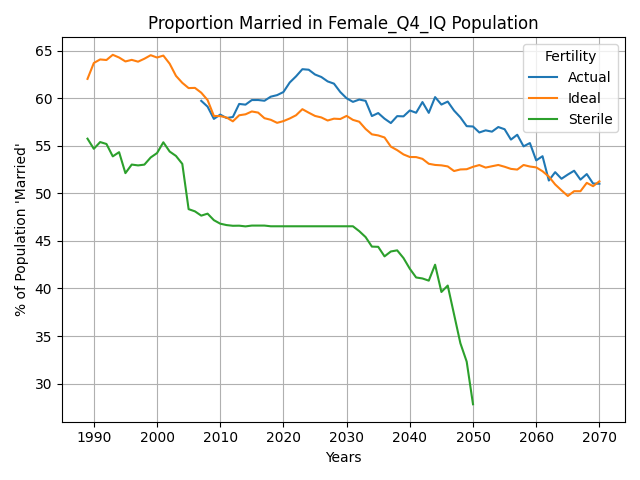 Proportion Married in Female_Q4_IQ Population
% of Population 'Married'
65
60
55
50
45
40
35
30
Fertility
Actual
Ideal
Sterile
1990 2000 2010 2020 2030 2040 2050 2060 2070
Years